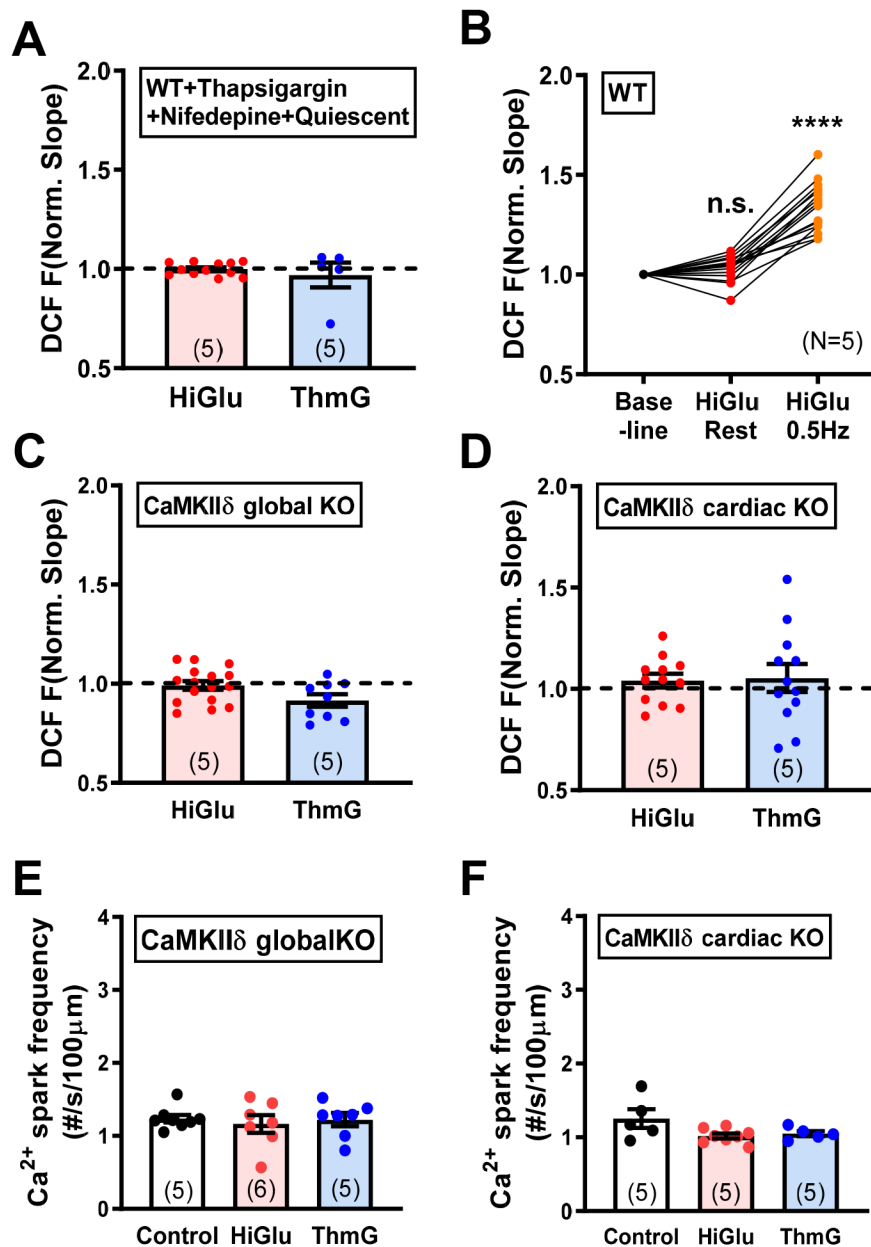 A
DCF F(Norm. Slope)
2.0
1.5
1.0
0.5
WT+Thapsigargin
+Nifedepine+Quiescent
(5)
(5)
HiGlu
ThmG
B
DCF F(Norm. Slope)
2.0
1.5
1.0
0.5
WT
n.s.
****
(N=5)
Base
-line
HiGlu
Rest
HiGlu
0.5Hz
C
DCF F(Norm. Slope)
2.0
1.5
1.0
0.5
CaMKIIδ global KO
(5)
(5)
HiGlu
ThmG
D
DCF F(Norm. Slope)
2.0
1.5
1.0
0.5
CaMKIIδ cardiac KO
(5)
(5)
HiGlu
ThmG
E
Ca²⁺ spark frequency
(#/s/100μm)
4
3
2
1
0
CaMKIIδ globalKO
(5)
(6)
(5)
Control
HiGlu
ThmG
F
Ca²⁺ spark frequency
(#/s/100μm)
4
3
2
1
0
CaMKIIδ cardiac KO
(5)
(5)
(5)
Control
HiGlu
ThmG